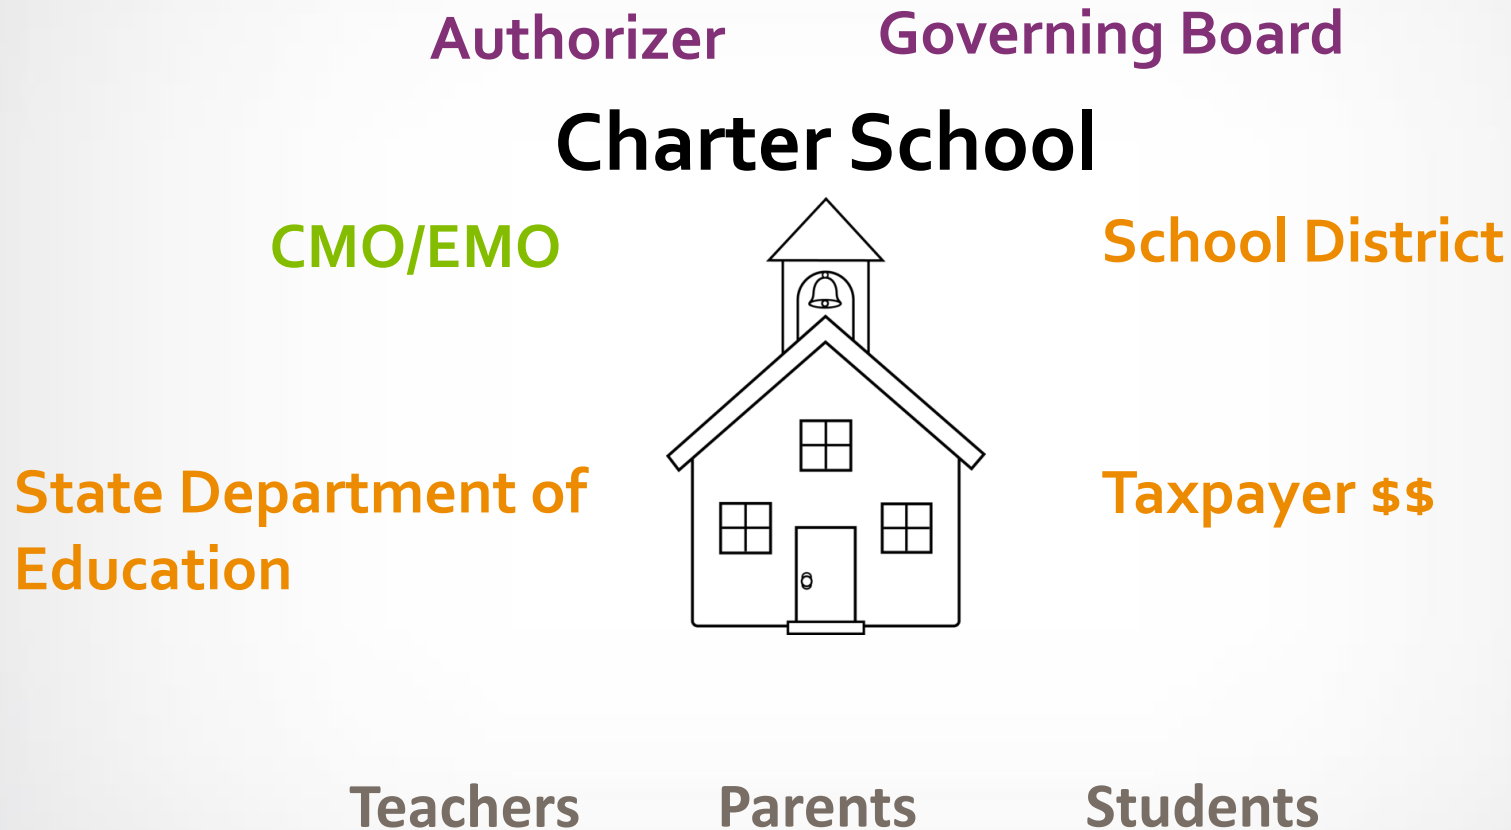 Authorizer
Governing Board
Charter School
CMO/EMO
School District
State Department of
Education
Taxpayer $$
Teachers
Parents
Students